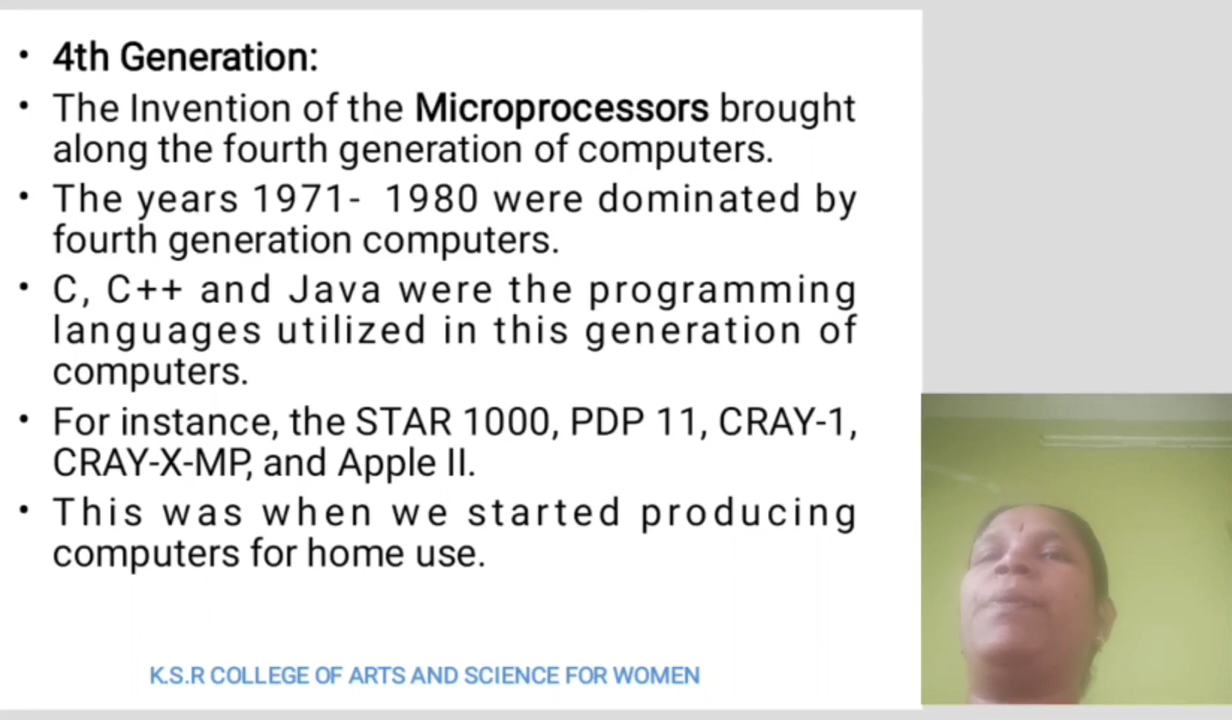 • 4th Generation:
• The Invention of the Microprocessors brought
along the fourth generation of computers.
• The years 1971- 1980 were dominated by
fourth generation computers.
• C, C++ and Java were the programming
languages utilized in this generation of
computers.
• For instance, the STAR 1000, PDP 11, CRAY-1,
CRAY-X-MP, and Apple II.
• This was when we started producing
computers for home use.
K.S.R COLLEGE OF ARTS AND SCIENCE FOR WOMEN